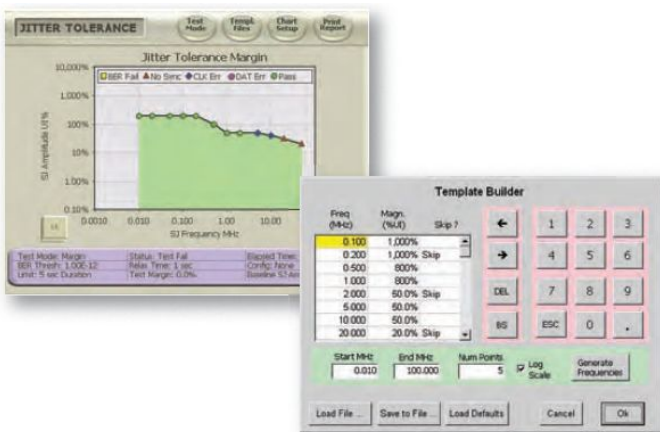 JITTER TOLERANCE
Test Mode
Templ. Files
Chart Setup
Print Report
Jitter Tolerance Margin
BER Fail No Sync CLK Err DAT Err Pass
SJ Amplitude UI%
10,000%
1,000%
100%
10%
1.00%
0.10%
0.0010 0.010 0.100 1.00 10.00
SJ Frequency MHz
Test Mode: Margin
BER Thresh: 1.00E-12
Limit: 5 sec Duration
Status: Test Fail
Relax Time: 1 sec
Test Margin: 0.0%
Elapsed Time:
Config: None
Baseline SJ Am
Template Builder
Freq (MHz) Magn. (%UI) Skip ?
0.100 1,000%
0.200 1,000% Skip
0.500 800%
1.000 800%
2.000 50.0% Skip
5.000 50.0%
10.000 50.0%
20.000 20.0% Skip
1 2 3
4 5 6
DEL 7 8 9
BS ESC 0 .
Start MHz End MHz Num Points
0.010 100.000 5
Log Scale
Generate Frequencies
Load File ... Save to File ... Load Defaults Cancel Ok